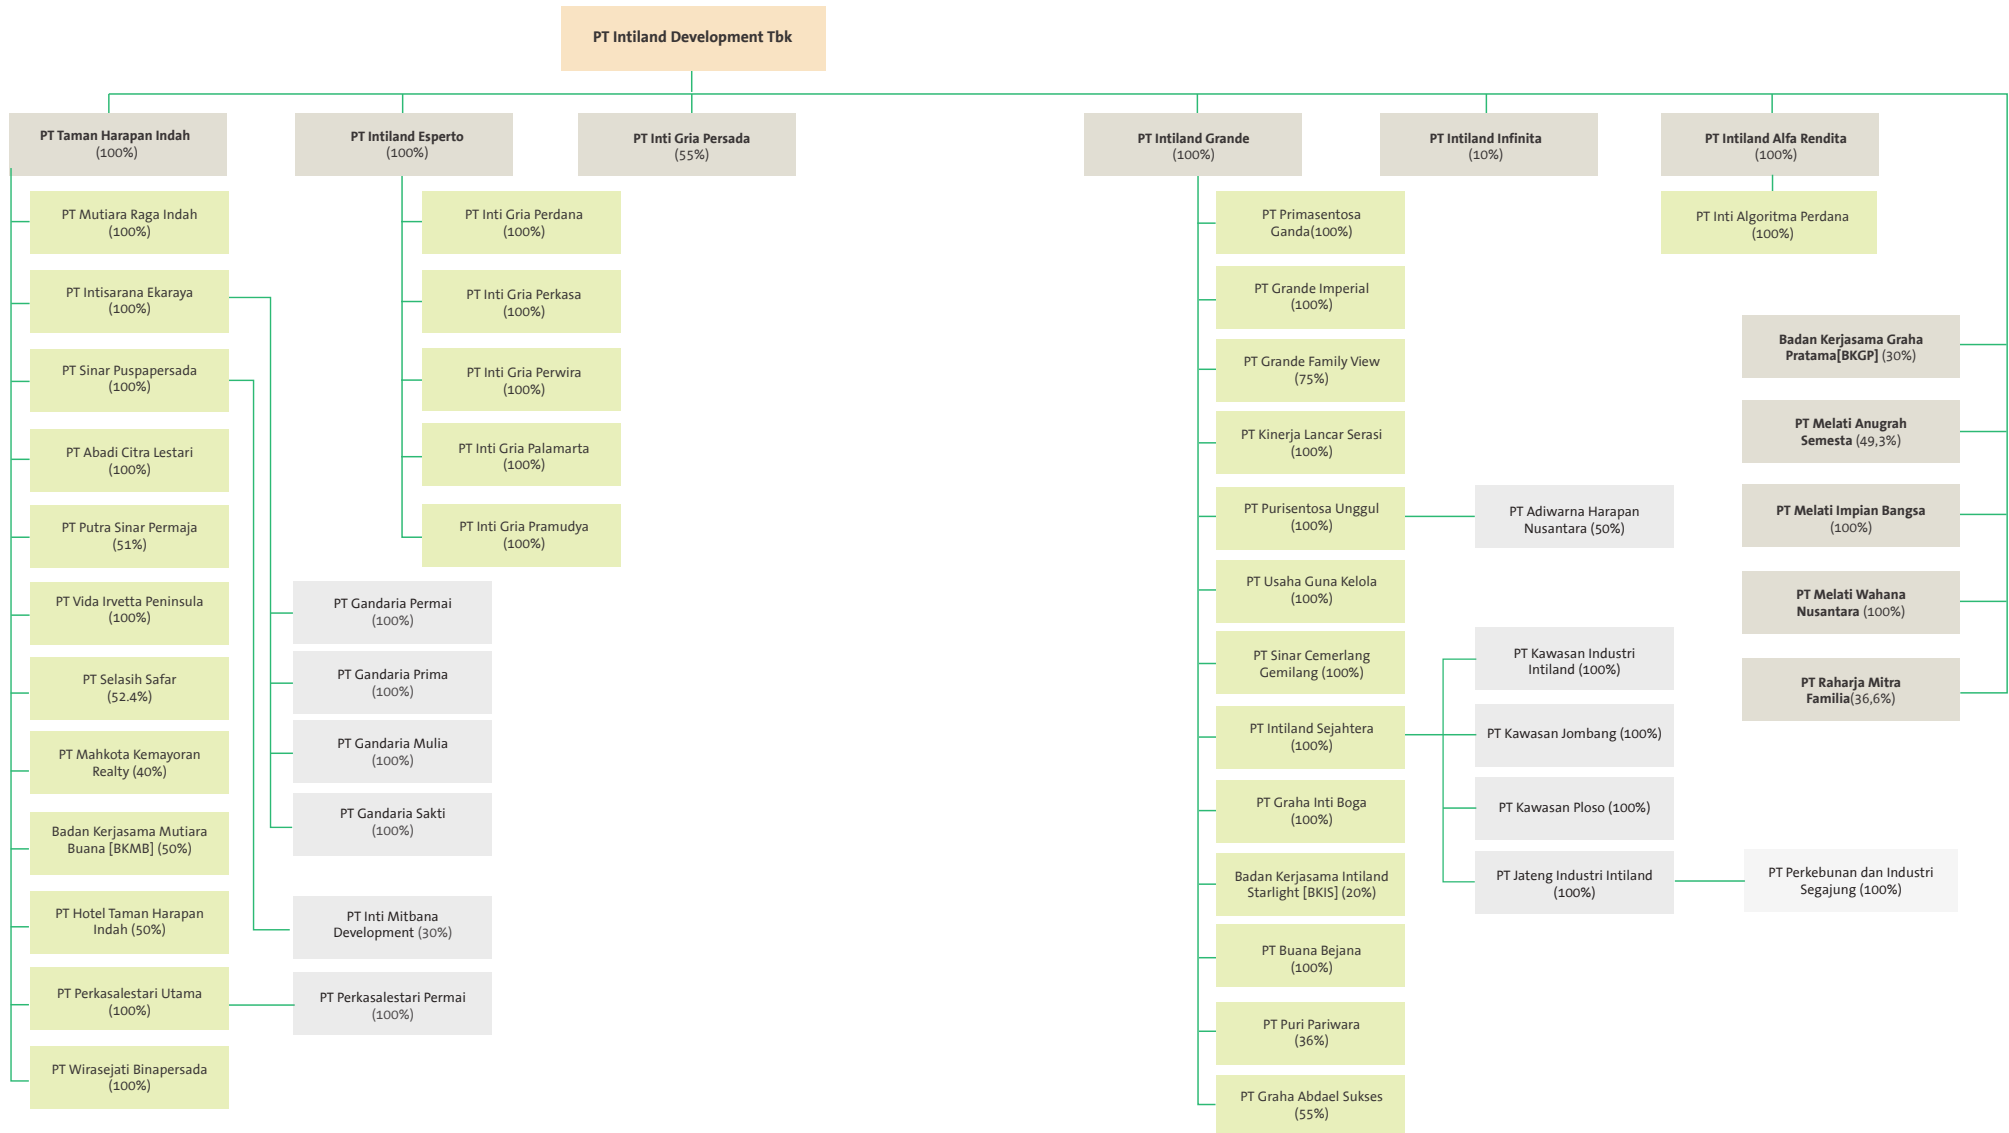 PT Intiland Development Tbk
PT Taman Harapan Indah
(100%)
PT Intiland Esperto
(100%)
PT Inti Gria Persada
(55%)
PT Intiland Grande
(100%)
PT Intiland Infinita
(10%)
PT Intiland Alfa Rendita
(100%)
PT Mutiara Raga Indah
(100%)
PT Intisarana Ekaraya
(100%)
PT Sinar Puspapersada
(100%)
PT Abadi Citra Lestari
(100%)
PT Putra Sinar Permaja
(51%)
PT Vida Irvetta Peninsula
(100%)
PT Selasih Safar
(52.4%)
PT Mahkota Kemayoran
Realty (40%)
Badan Kerjasama Mutiara
Buana [BKMB] (50%)
PT Hotel Taman Harapan
Indah (50%)
PT Perkasalestari Utama
(100%)
PT Wirasejati Binapersada
(100%)
PT Inti Gria Perdana
(100%)
PT Inti Gria Perkasa
(100%)
PT Inti Gria Perwira
(100%)
PT Inti Gria Palamarta
(100%)
PT Inti Gria Pramudya
(100%)
PT Gandaria Permai
(100%)
PT Gandaria Prima
(100%)
PT Gandaria Mulia
(100%)
PT Gandaria Sakti
(100%)
PT Inti Mitbana
Development (30%)
PT Perkasalestari Permai
(100%)
PT Primasentosa
Ganda(100%)
PT Grande Imperial
(100%)
PT Grande Family View
(75%)
PT Kinerja Lancar Serasi
(100%)
PT Purisentosa Unggul
(100%)
PT Usaha Guna Kelola
(100%)
PT Sinar Cemerlang
Gemilang (100%)
PT Intiland Sejahtera
(100%)
PT Graha Inti Boga
(100%)
Badan Kerjasama Intiland
Starlight [BKIS] (20%)
PT Buana Bejana
(100%)
PT Puri Pariwara
(36%)
PT Graha Abdael Sukses
(55%)
PT Adiwarna Harapan
Nusantara (50%)
PT Kawasan Industri
Intiland (100%)
PT Kawasan Jombang (100%)
PT Kawasan Ploso (100%)
PT Jateng Industri Intiland
(100%)
PT Perkebunan dan Industri
Segajung (100%)
PT Inti Algoritma Perdana
(100%)
Badan Kerjasama Graha
Pratama[BKGP] (30%)
PT Melati Anugrah
Semesta (49,3%)
PT Melati Impian Bangsa
(100%)
PT Melati Wahana
Nusantara (100%)
PT Raharja Mitra
Familia(36,6%)